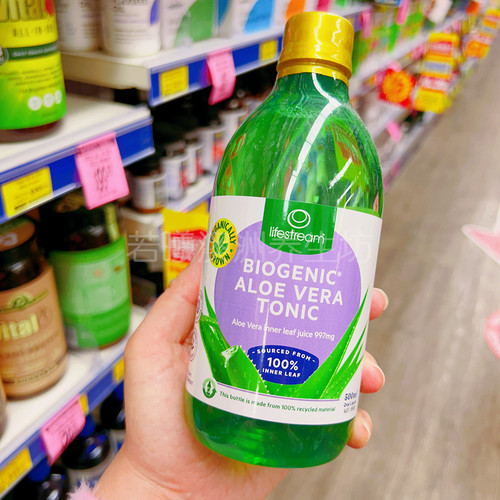 lifestream
ORGANICALLY
GROWN
BIOGENIC®
ALOE VERA
TONIC
Aloe Vera inner leaf juice 997mg
SOURCED FROM
100%
INNER LEAF
This bottle is made from 100% recycled material